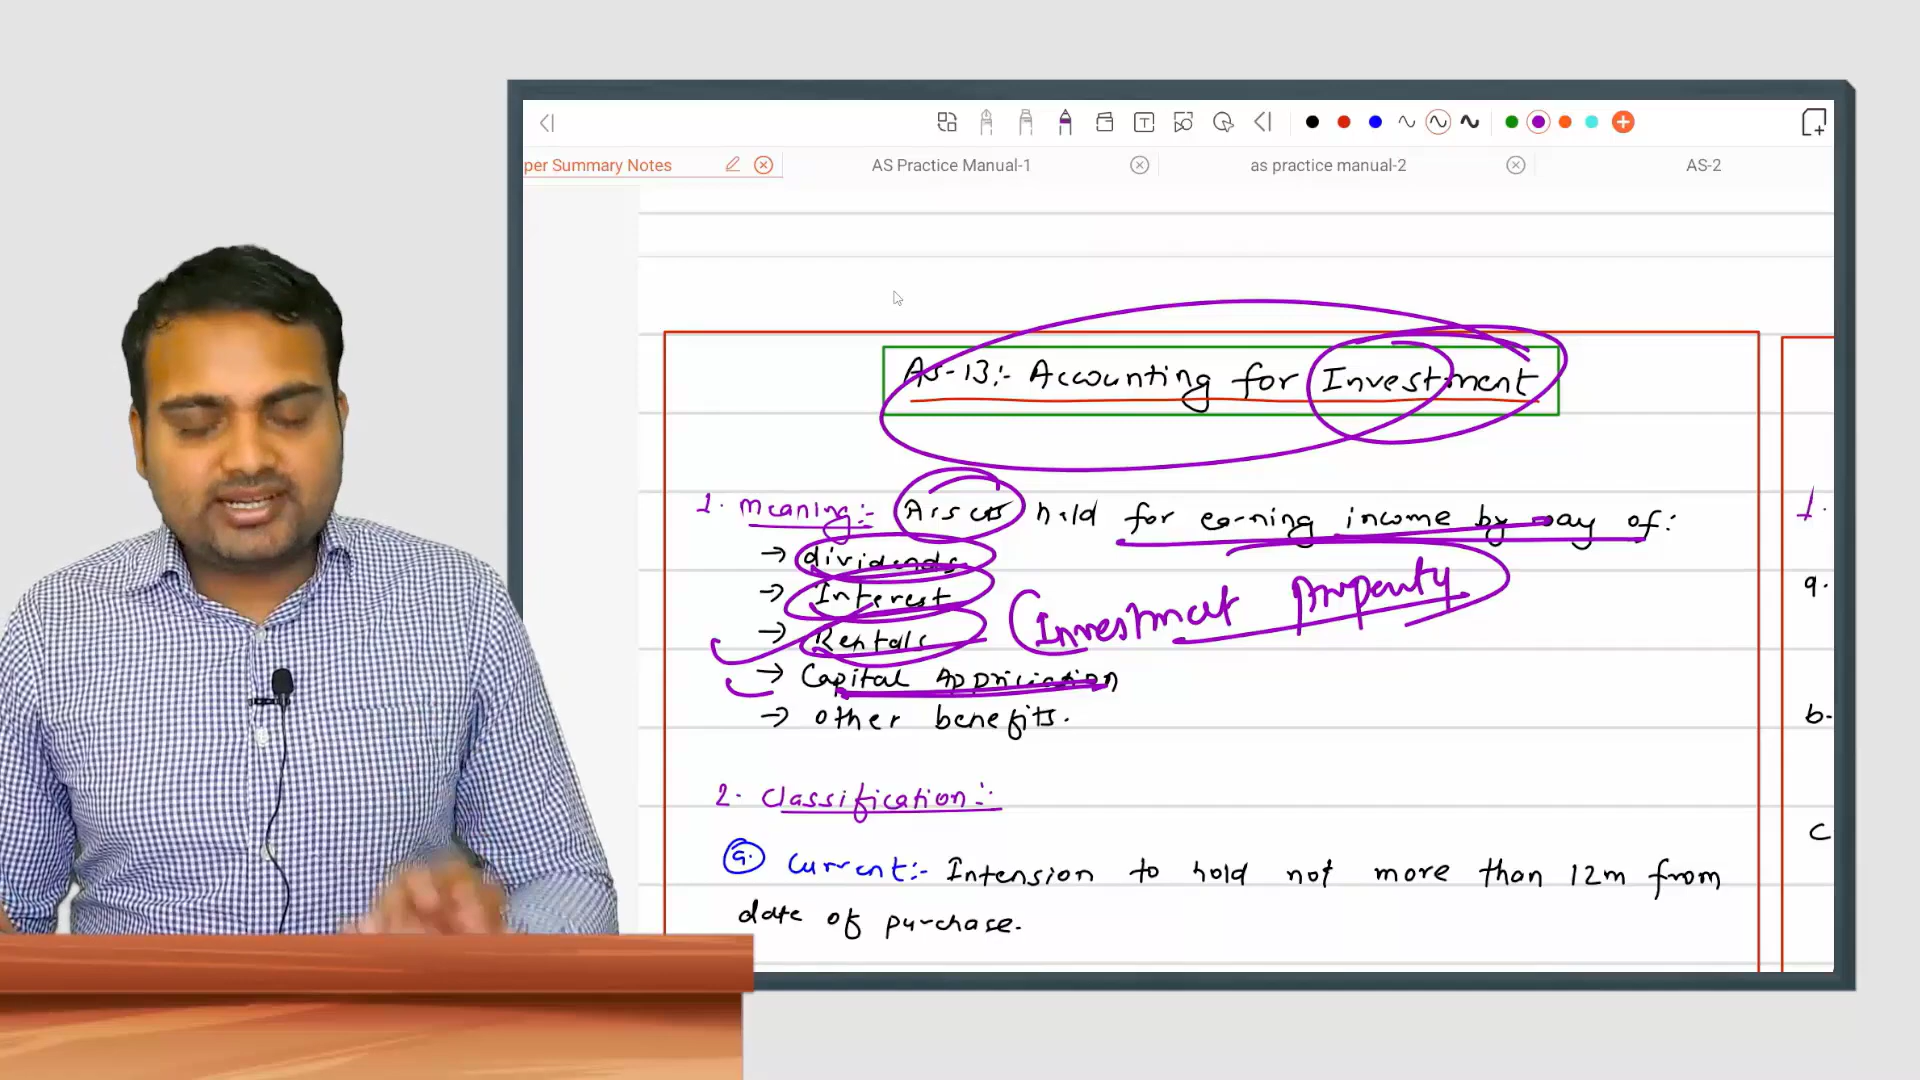 per Summary Notes
AS Practice Manual-1
as practice manual-2
AS-2
AS-13:- Accounting for Investment
1. Meaning:- Assets held for earning income by way of:
→ dividends
→ Interest
→ Rentals
(Investment Property
→ Capital Appriciation
→ other benefits.
2. Classification:-
a. Current:- Intension to hold not more than 12m from
date of purchase.
1.
a.
b.
c